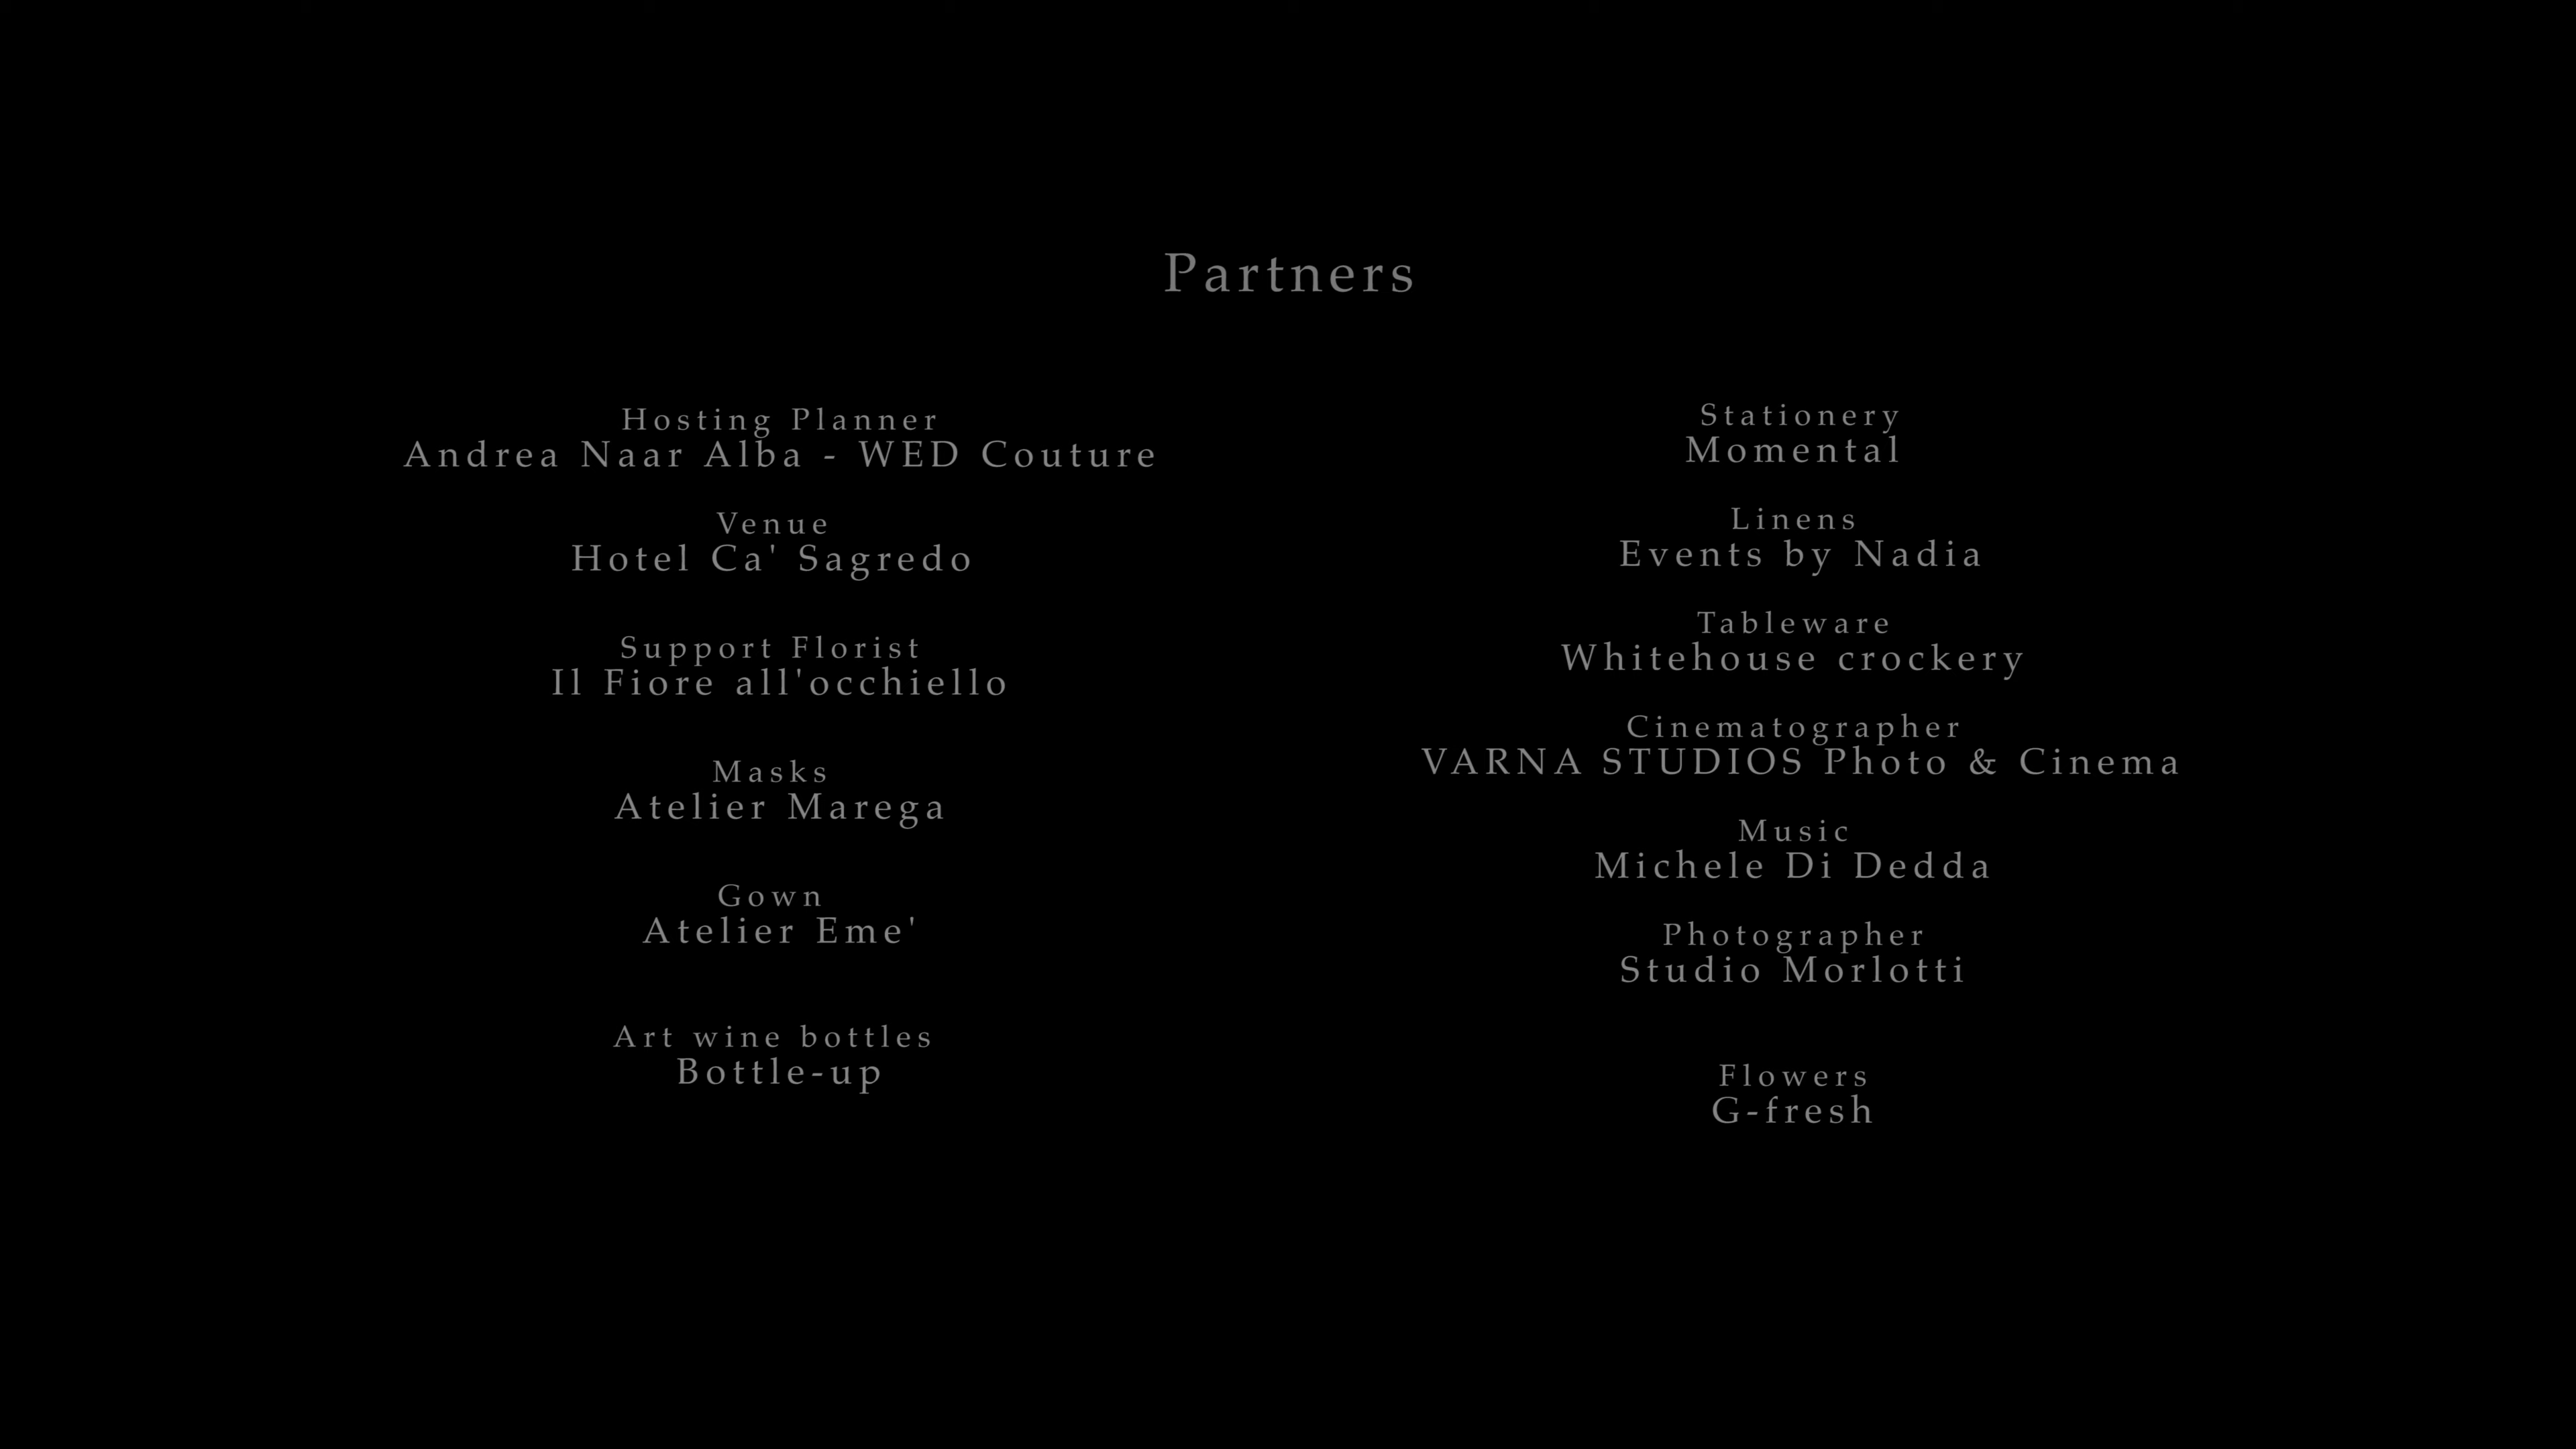 Partners
Hosting Planner
Andrea Naar Alba - WED Couture
Venue
Hotel Ca' Sagredo
Support Florist
Il Fiore all'occhiello
Masks
Atelier Marega
Gown
Atelier Eme'
Art wine bottles
Bottle-up
Stationery
Momental
Linens
Events by Nadia
Tableware
Whitehouse crockery
Cinematographer
VARNA STUDIOS Photo & Cinema
Music
Michele Di Dedda
Photographer
Studio Morlotti
Flowers
G-fresh